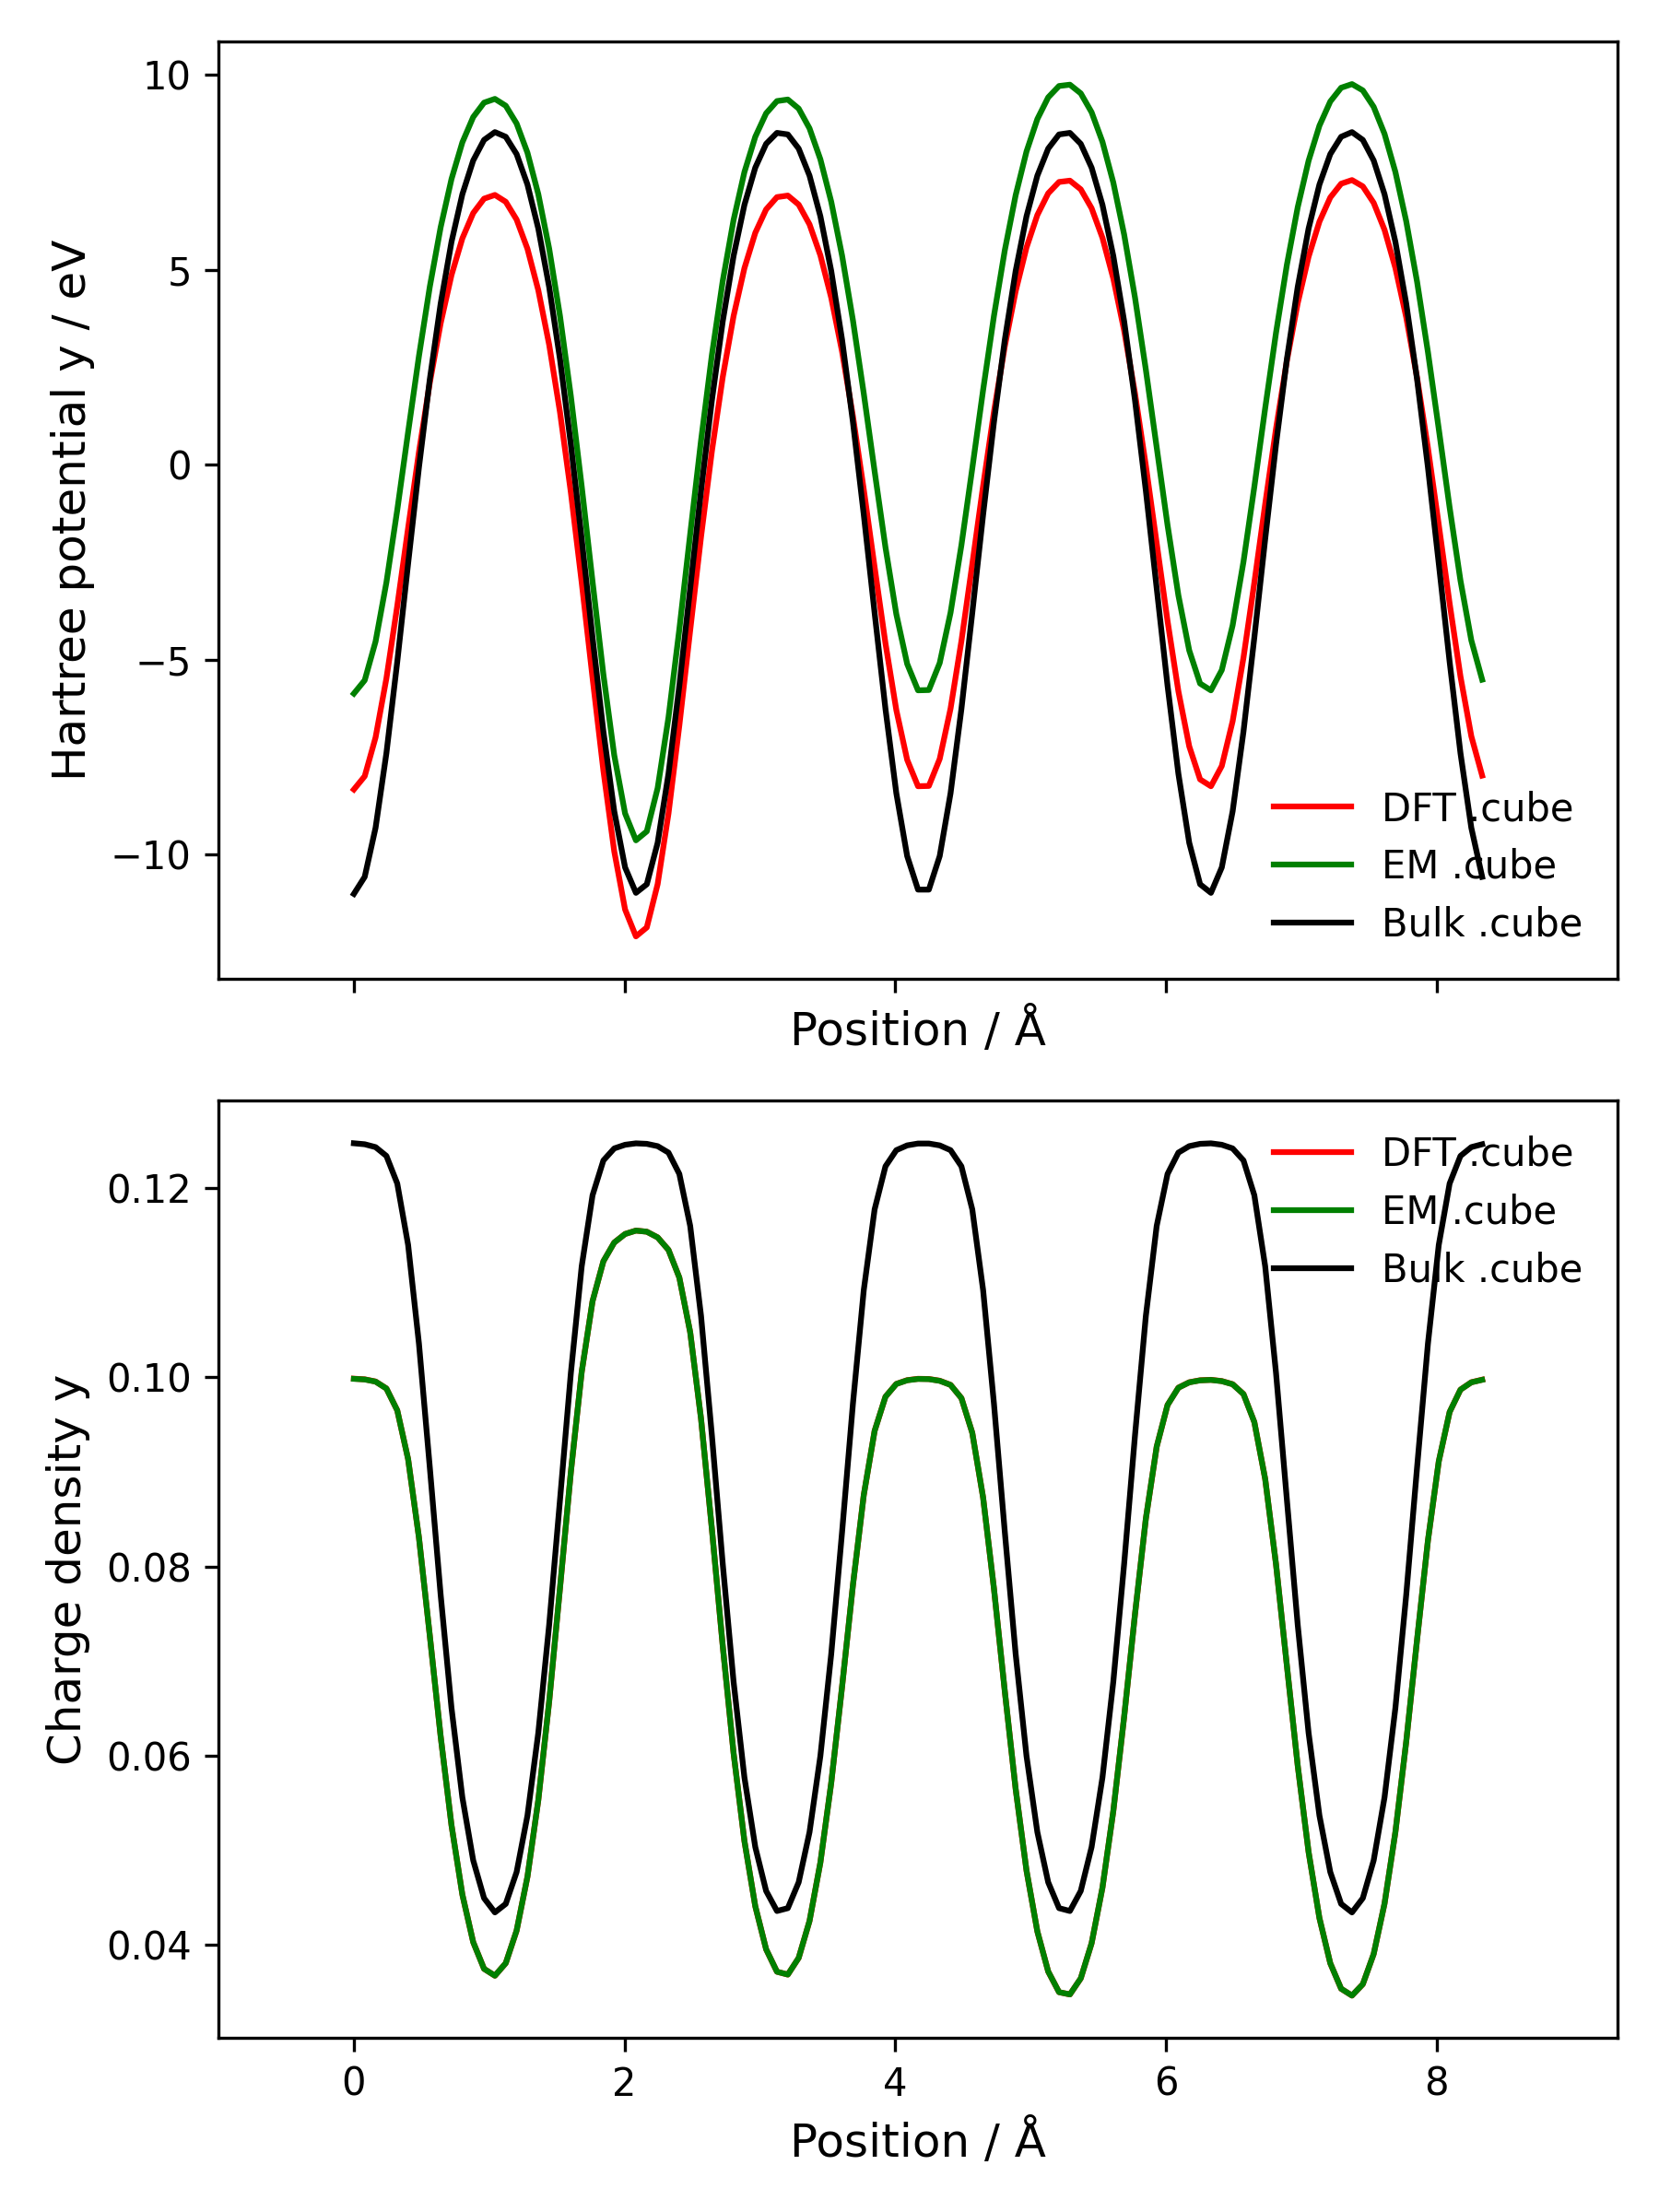 Hartree potential y / eV
10
5
0
−5
−10
DFT .cube
EM .cube
Bulk .cube
Position / Å
Charge density y
0.12
0.10
0.08
0.06
0.04
DFT .cube
EM .cube
Bulk .cube
0 2 4 6 8
Position / Å